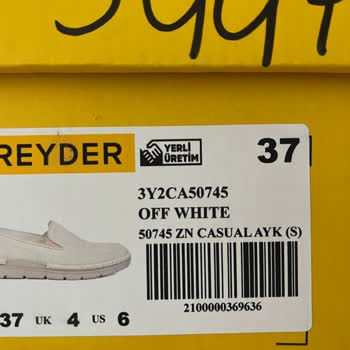 REYDER
YERLİ
ÜRETİM
37
3Y2CA50745
OFF WHITE
50745 ZN CASUAL AYK (S)
2100000369636
37 UK 4 US 6